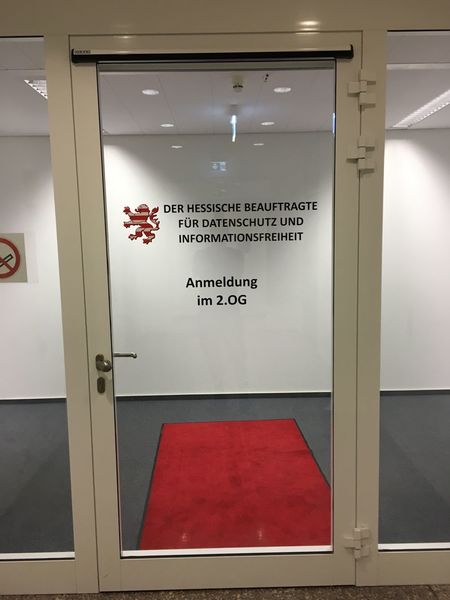 DER HESSISCHE BEAUFTRAGTE
FÜR DATENSCHUTZ UND
INFORMATIONSFREIHEIT
Anmeldung
im 2.OG